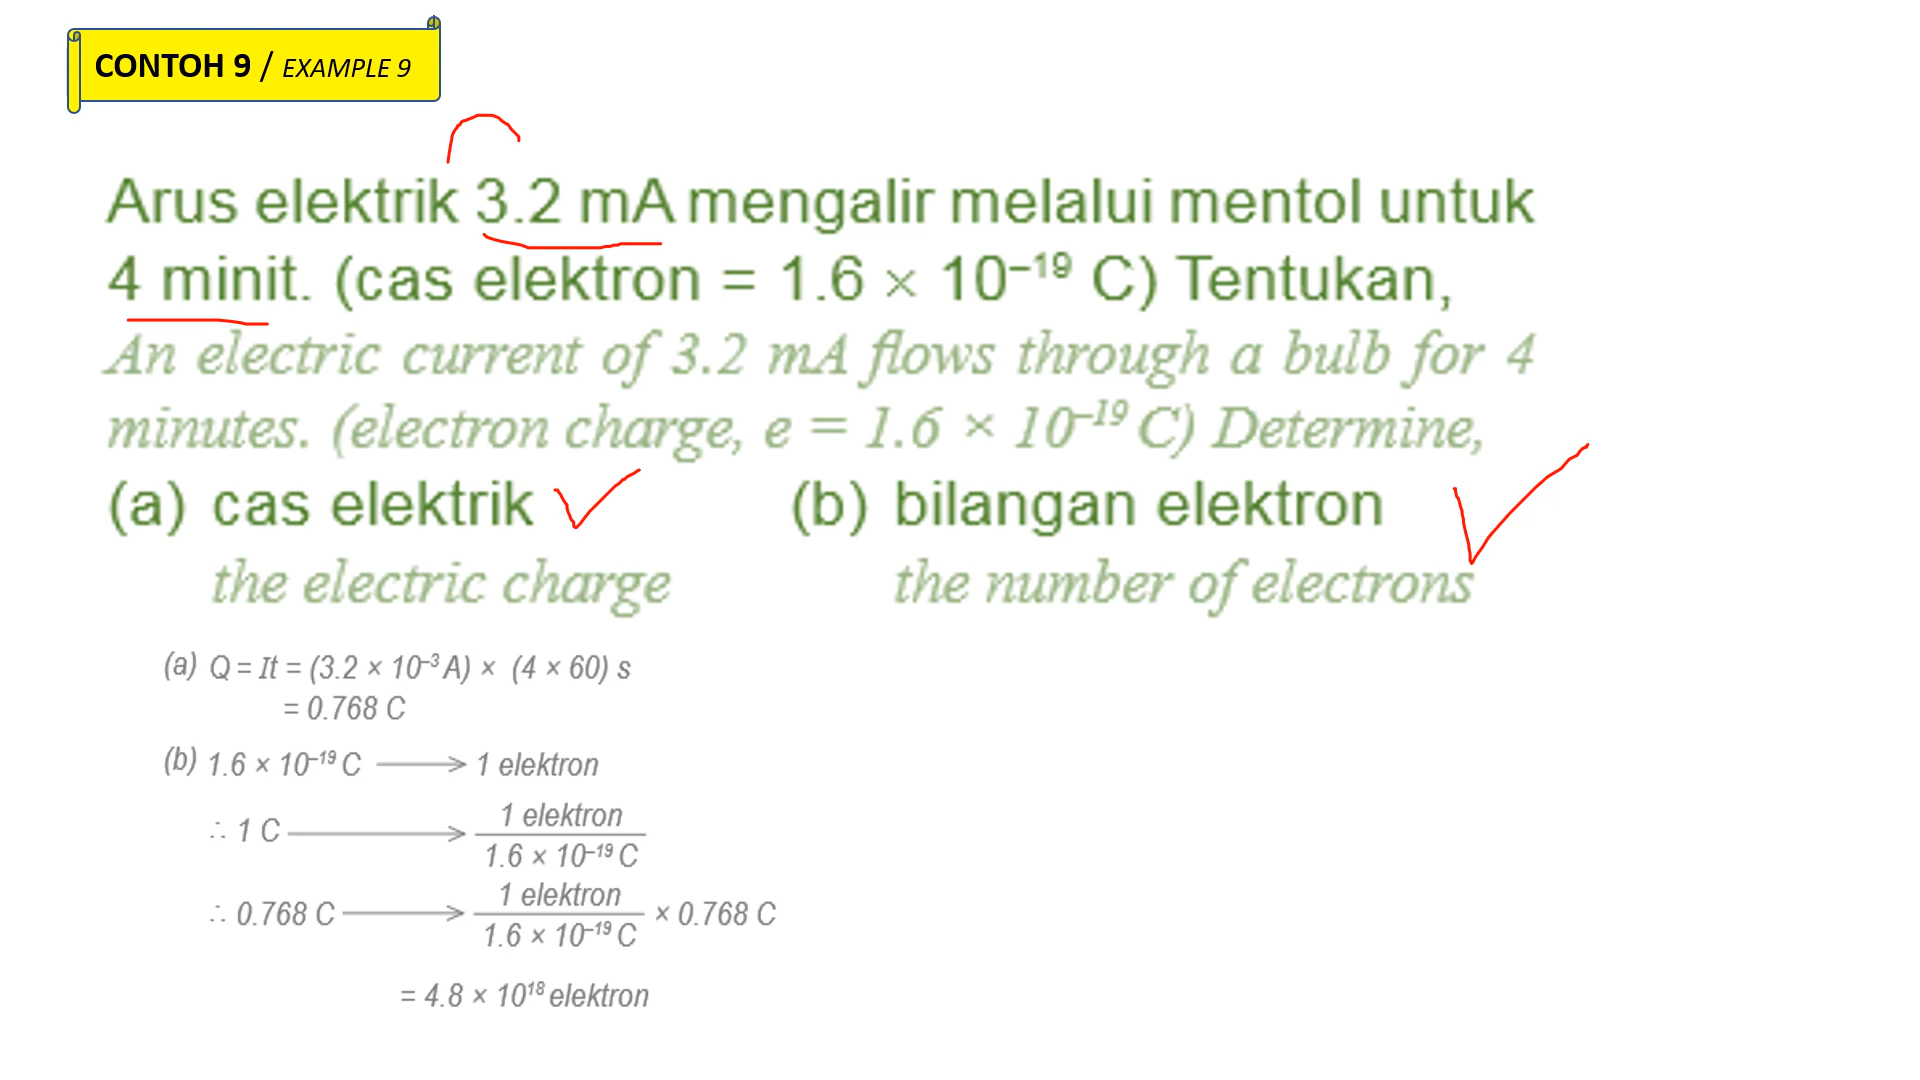 CONTOH 9 / EXAMPLE 9
Arus elektrik 3.2 mA mengalir melalui mentol untuk
4 minit. (cas elektron = 1.6 × 10⁻¹⁹ C) Tentukan,
An electric current of 3.2 mA flows through a bulb for 4
minutes. (electron charge, e = 1.6 × 10⁻¹⁹ C) Determine,
(a) cas elektrik (b) bilangan elektron
the electric charge the number of electrons
(a) Q = It = (3.2 × 10⁻³ A) × (4 × 60) s
= 0.768 C
(b) 1.6 × 10⁻¹⁹ C ⟶ 1 elektron
1 elektron
∴ 1 C ⟶
1.6 × 10⁻¹⁹ C
1 elektron
∴ 0.768 C ⟶ × 0.768 C
1.6 × 10⁻¹⁹ C
= 4.8 × 10¹⁸ elektron